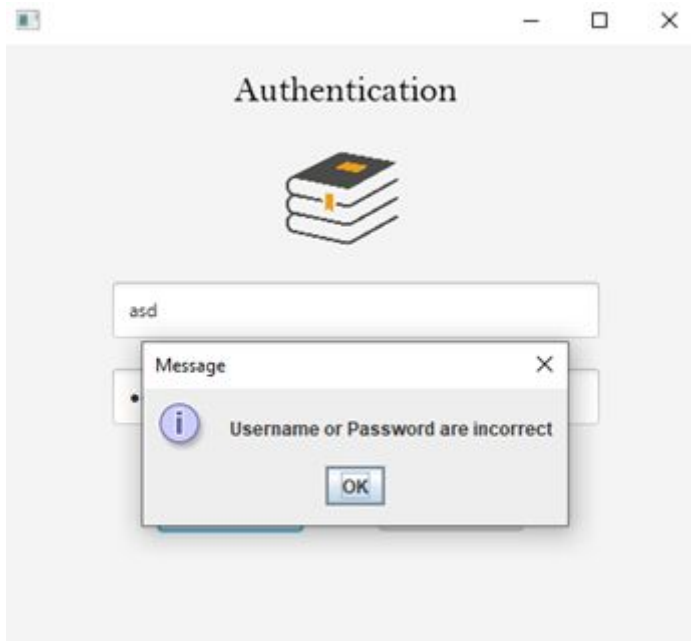 Authentication
asd
Message
Username or Password are incorrect
OK